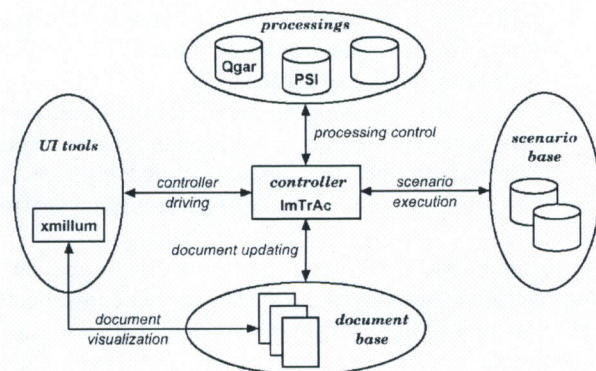 processings
Qgar
PSI
processing control
UI tools
scenario
base
controller
driving
controller
ImTrAc
scenario
execution
xmillum
document updating
document
visualization
document
base